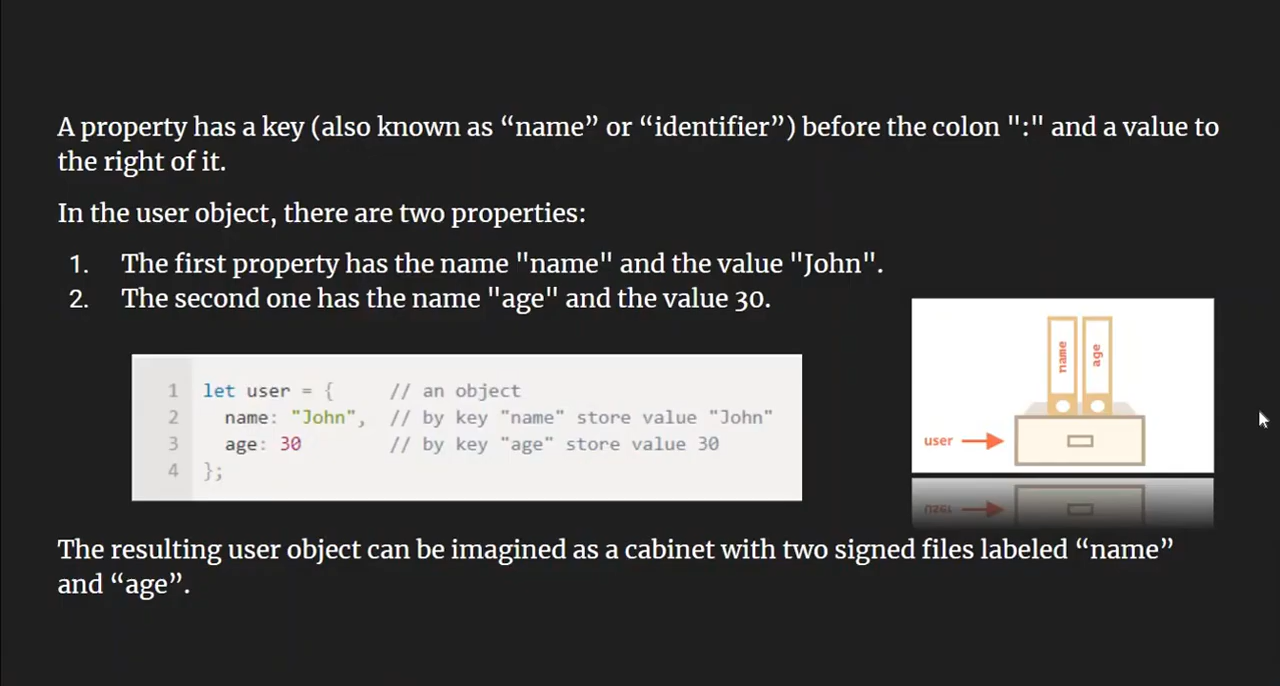 A property has a key (also known as “name” or “identifier”) before the colon ":" and a value to
the right of it.
In the user object, there are two properties:
1. The first property has the name "name" and the value "John".
2. The second one has the name "age" and the value 30.
1 let user = { // an object
2 name: "John", // by key "name" store value "John"
3 age: 30 // by key "age" store value 30
4 };
name
age
user
The resulting user object can be imagined as a cabinet with two signed files labeled “name”
and “age”.